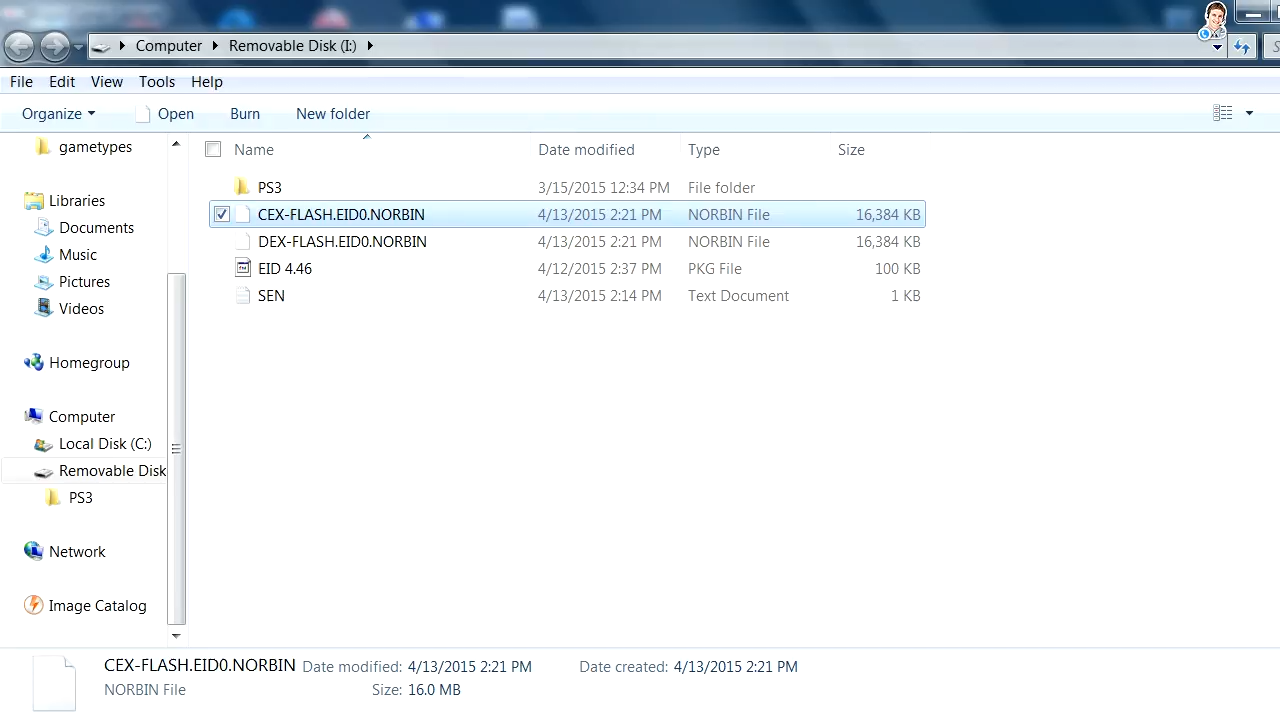 Computer Removable Disk (I:)
File Edit View Tools Help
Organize Open Burn New folder
gametypes
Libraries
Documents
Music
Pictures
Videos
Homegroup
Computer
Local Disk (C:)
Removable Disk
PS3
Network
Image Catalog
Name Date modified Type Size
PS3 3/15/2015 12:34 PM File folder
CEX-FLASH.EID0.NORBIN 4/13/2015 2:21 PM NORBIN File 16,384 KB
DEX-FLASH.EID0.NORBIN 4/13/2015 2:21 PM NORBIN File 16,384 KB
EID 4.46 4/12/2015 2:37 PM PKG File 100 KB
SEN 4/13/2015 2:14 PM Text Document 1 KB
CEX-FLASH.EID0.NORBIN Date modified: 4/13/2015 2:21 PM Date created: 4/13/2015 2:21 PM
NORBIN File Size: 16.0 MB